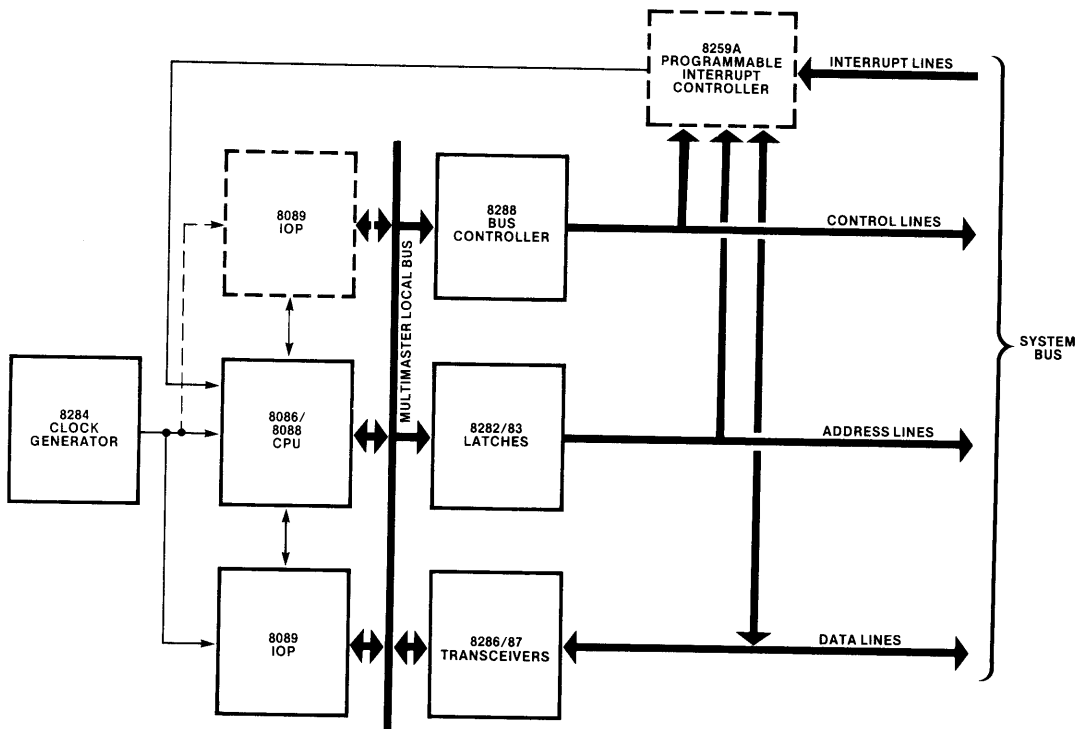 8259A
PROGRAMMABLE
INTERRUPT
CONTROLLER
INTERRUPT LINES
8089
IOP
MULTIMASTER LOCAL BUS
8288
BUS
CONTROLLER
CONTROL LINES
SYSTEM
BUS
8284
CLOCK
GENERATOR
8086/
8088
CPU
8282/83
LATCHES
ADDRESS LINES
8089
IOP
8286/87
TRANSCEIVERS
DATA LINES